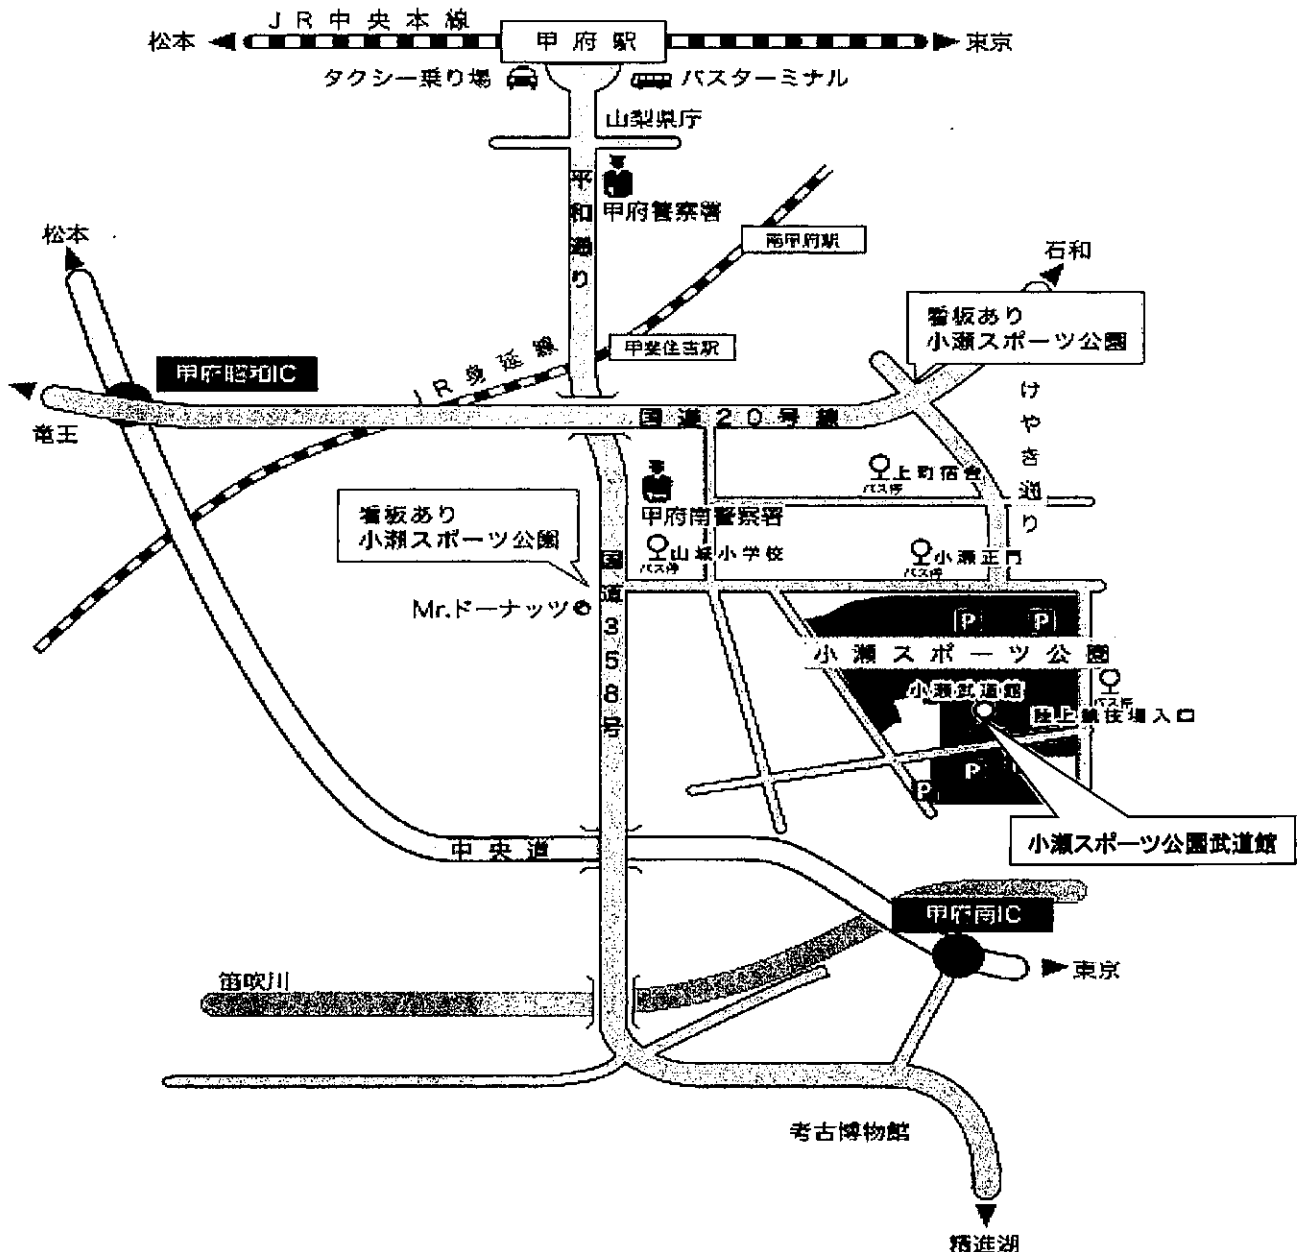 JR中央本線
松本
甲府駅
東京
タクシー乗り場
バスターミナル
山梨県庁
平和通り
甲府警察署
南甲府駅
松本
石和
看板あり
小瀬スポーツ公園
甲斐住吉駅
甲府昭和IC
JR身延線
竜王
国道20号線
けやき通り
上町宿舎
バス停
看板あり
小瀬スポーツ公園
甲府南警察署
山城小学校
バス停
小瀬正門
バス停
国道358号
Mr.ドーナッツ
P
P
小瀬スポーツ公園
小瀬武道館
バス停
陸上競技場入口
P
P
小瀬スポーツ公園武道館
中央道
甲府南IC
東京
笛吹川
考古博物館
精進湖